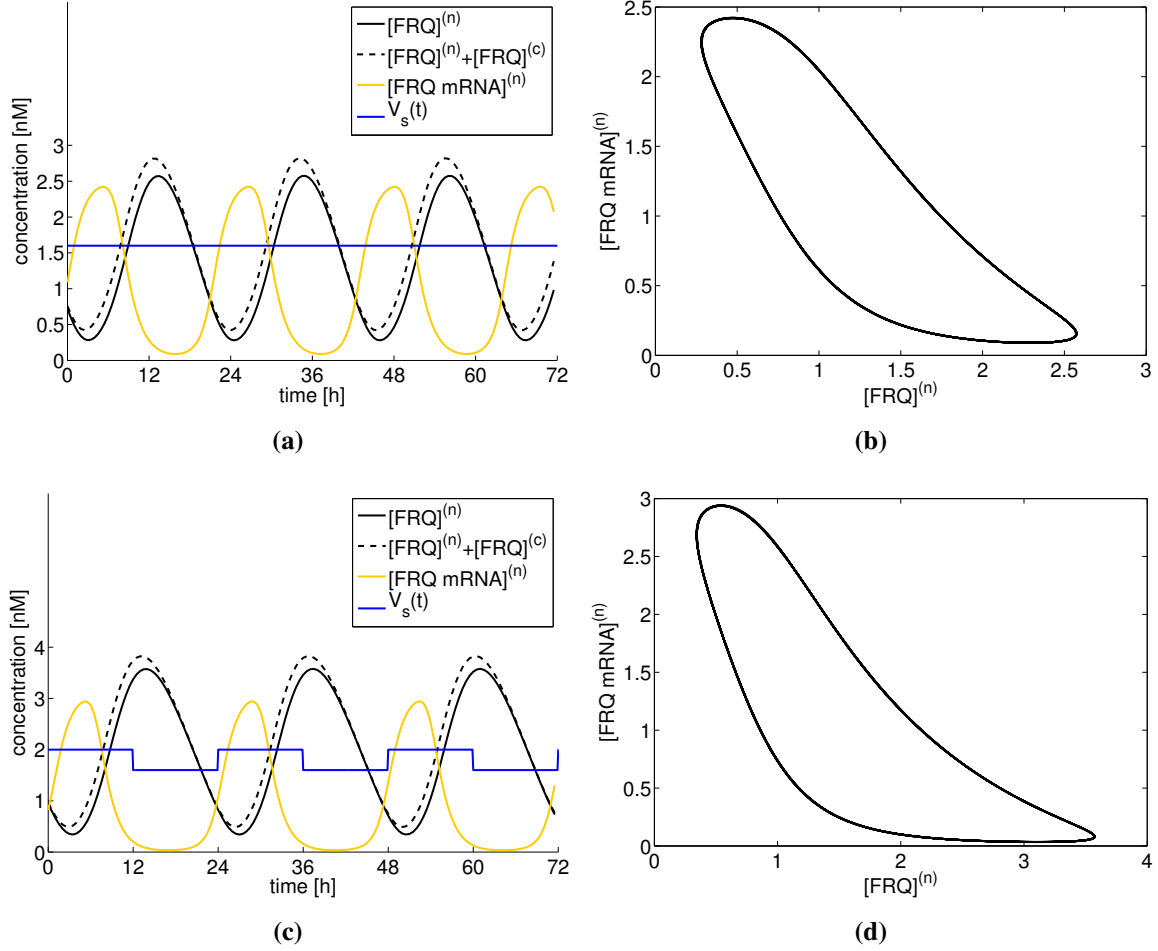 [FRQ]^(n)
[FRQ]^(n)+[FRQ]^(c)
[FRQ mRNA]^(n)
V_s(t)
concentration [nM]
3
2.5
2
1.5
1
0.5
0
0 12 24 36 48 60 72
time [h]
(a)
[FRQ mRNA]^(n)
2.5
2
1.5
1
0.5
0
0 0.5 1 1.5 2 2.5 3
[FRQ]^(n)
(b)
[FRQ]^(n)
[FRQ]^(n)+[FRQ]^(c)
[FRQ mRNA]^(n)
V_s(t)
concentration [nM]
4
3
2
1
0
0 12 24 36 48 60 72
time [h]
(c)
[FRQ mRNA]^(n)
3
2.5
2
1.5
1
0.5
0
0 1 2 3 4
[FRQ]^(n)
(d)